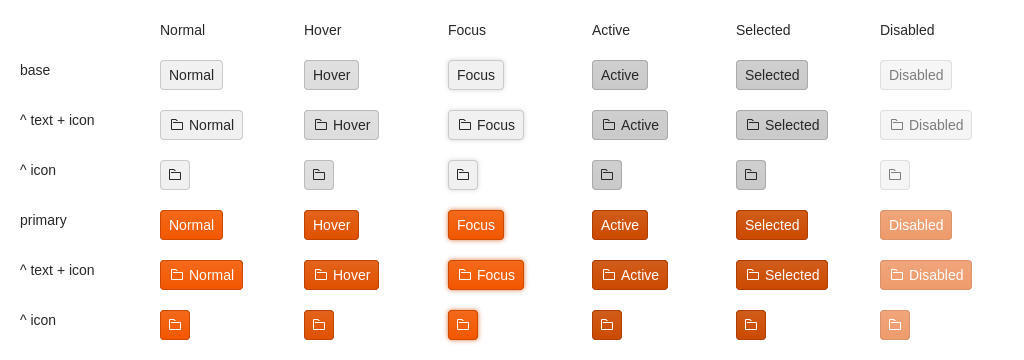 Normal Hover Focus Active Selected Disabled
base Normal Hover Focus Active Selected Disabled
^ text + icon Normal Hover Focus Active Selected Disabled
^ icon
primary Normal Hover Focus Active Selected Disabled
^ text + icon Normal Hover Focus Active Selected Disabled
^ icon